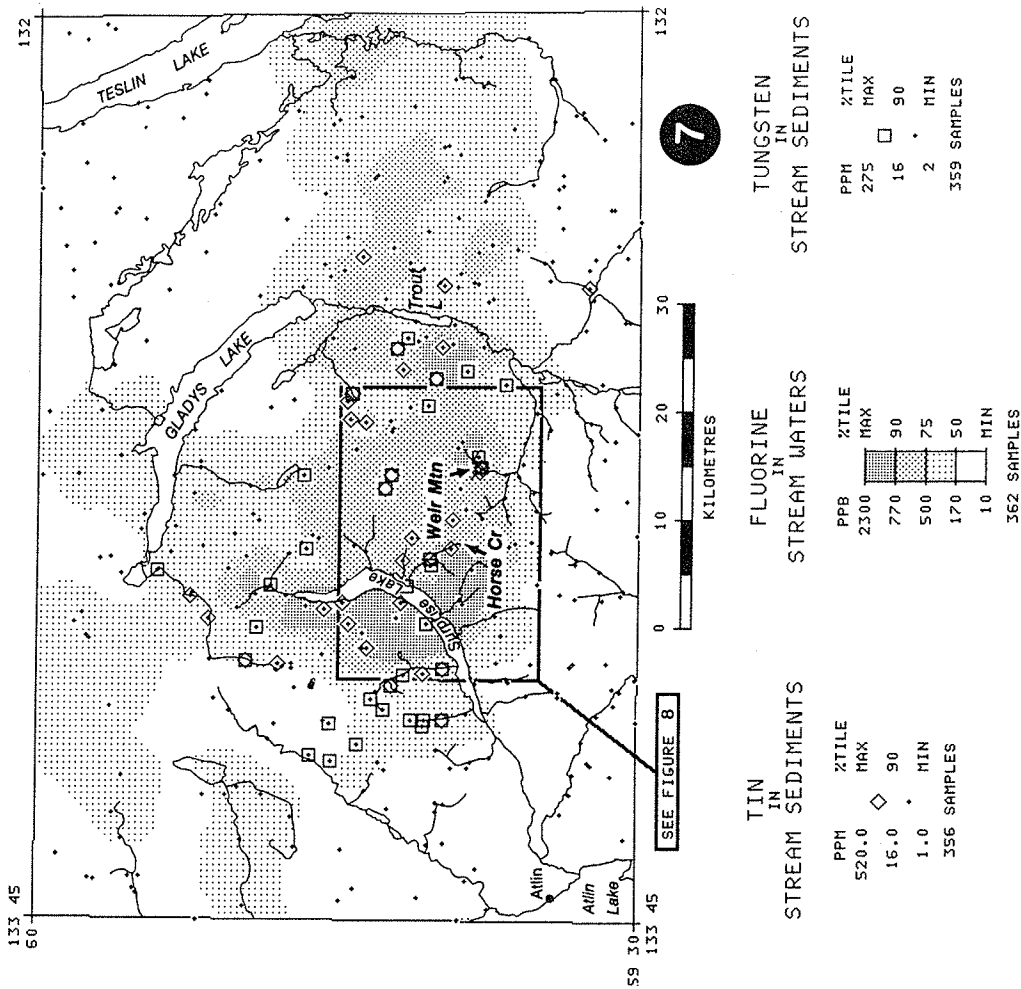 133 45
132
60
TESLIN LAKE
GLADYS LAKE
Trout L
Weir Mtn
Surprise Lake
Horse Cr
Atlin
Atlin Lake
59 30
133 45
132
SEE FIGURE 8
0 10 20 30
KILOMETRES
7
TIN
IN
STREAM SEDIMENTS
PPM %TILE
520.0 MAX
16.0 90
1.0 MIN
356 SAMPLES
FLUORINE
IN
STREAM WATERS
PPB %TILE
2300 MAX
770 90
500 75
170 50
10 MIN
362 SAMPLES
TUNGSTEN
IN
STREAM SEDIMENTS
PPM %TILE
275 MAX
16 90
2 MIN
359 SAMPLES